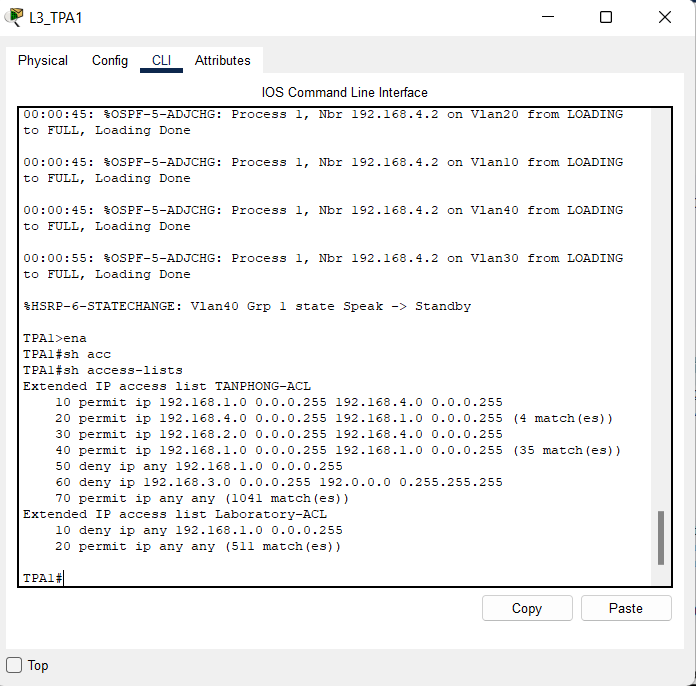 L3_TPA1
Physical Config CLI Attributes
IOS Command Line Interface
00:00:45: %OSPF-5-ADJCHG: Process 1, Nbr 192.168.4.2 on Vlan20 from LOADING
to FULL, Loading Done
00:00:45: %OSPF-5-ADJCHG: Process 1, Nbr 192.168.4.2 on Vlan10 from LOADING
to FULL, Loading Done
00:00:45: %OSPF-5-ADJCHG: Process 1, Nbr 192.168.4.2 on Vlan40 from LOADING
to FULL, Loading Done
00:00:55: %OSPF-5-ADJCHG: Process 1, Nbr 192.168.4.2 on Vlan30 from LOADING
to FULL, Loading Done
%HSRP-6-STATECHANGE: Vlan40 Grp 1 state Speak -> Standby
TPA1>ena
TPA1#sh acc
TPA1#sh access-lists
Extended IP access list TANPHONG-ACL
10 permit ip 192.168.1.0 0.0.0.255 192.168.4.0 0.0.0.255
20 permit ip 192.168.4.0 0.0.0.255 192.168.1.0 0.0.0.255 (4 match(es))
30 permit ip 192.168.2.0 0.0.0.255 192.168.4.0 0.0.0.255
40 permit ip 192.168.1.0 0.0.0.255 192.168.1.0 0.0.0.255 (35 match(es))
50 deny ip any 192.168.1.0 0.0.0.255
60 deny ip 192.168.3.0 0.0.0.255 192.0.0.0 0.255.255.255
70 permit ip any any (1041 match(es))
Extended IP access list Laboratory-ACL
10 deny ip any 192.168.1.0 0.0.0.255
20 permit ip any any (511 match(es))
TPA1#
Copy Paste
Top